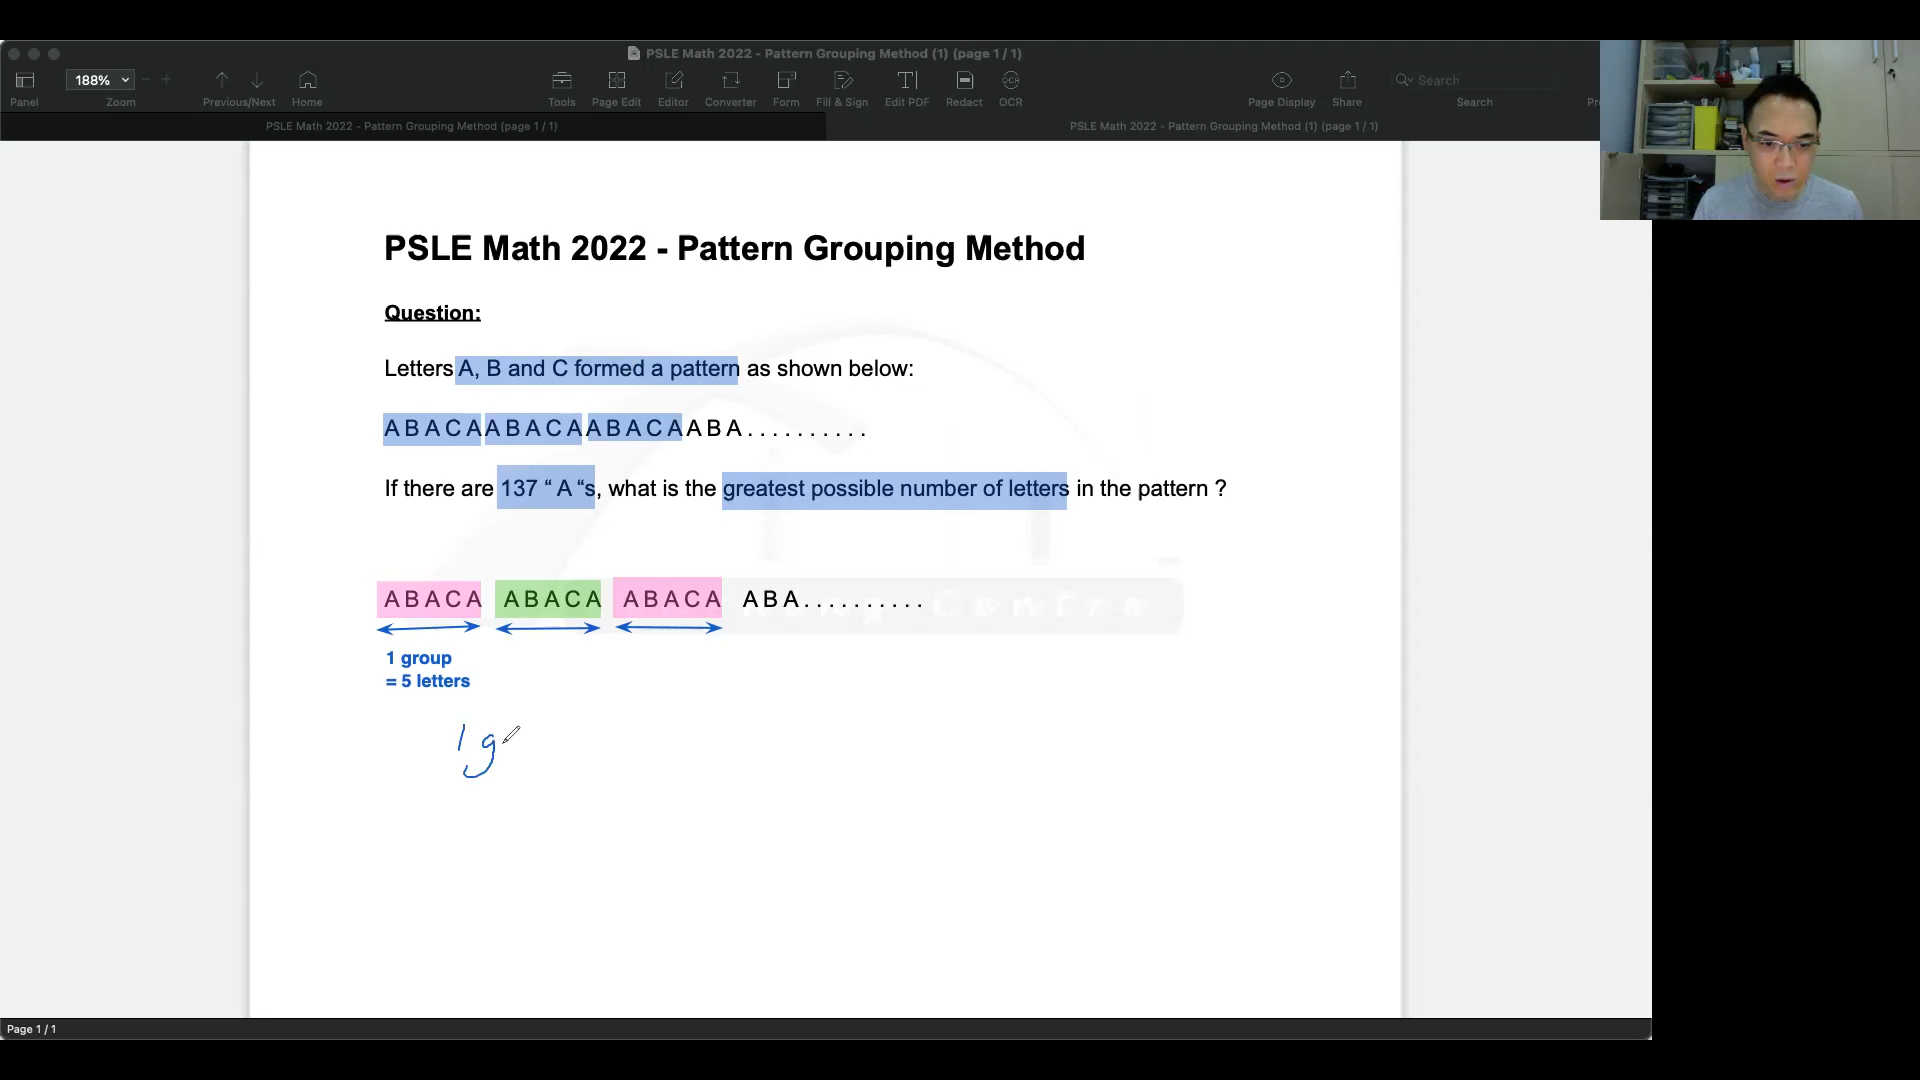 PSLE Math 2022 - Pattern Grouping Method (1) (page 1 / 1)
188%
Search
Panel
Zoom
Previous/Next
Home
Tools
Page Edit
Editor
Converter
Form
Fill & Sign
Edit PDF
Redact
OCR
Page Display
Share
Search
PSLE Math 2022 - Pattern Grouping Method (page 1 / 1)
PSLE Math 2022 - Pattern Grouping Method (1) (page 1 / 1)
PSLE Math 2022 - Pattern Grouping Method
Question:
Letters A, B and C formed a pattern as shown below:
A B A C A A B A C A A B A C A A B A . . . . . . . . . .
If there are 137 “ A “s, what is the greatest possible number of letters in the pattern ?
A B A C A A B A C A A B A C A A B A . . . . . . . . . .
1 group
= 5 letters
1 g
Page 1 / 1